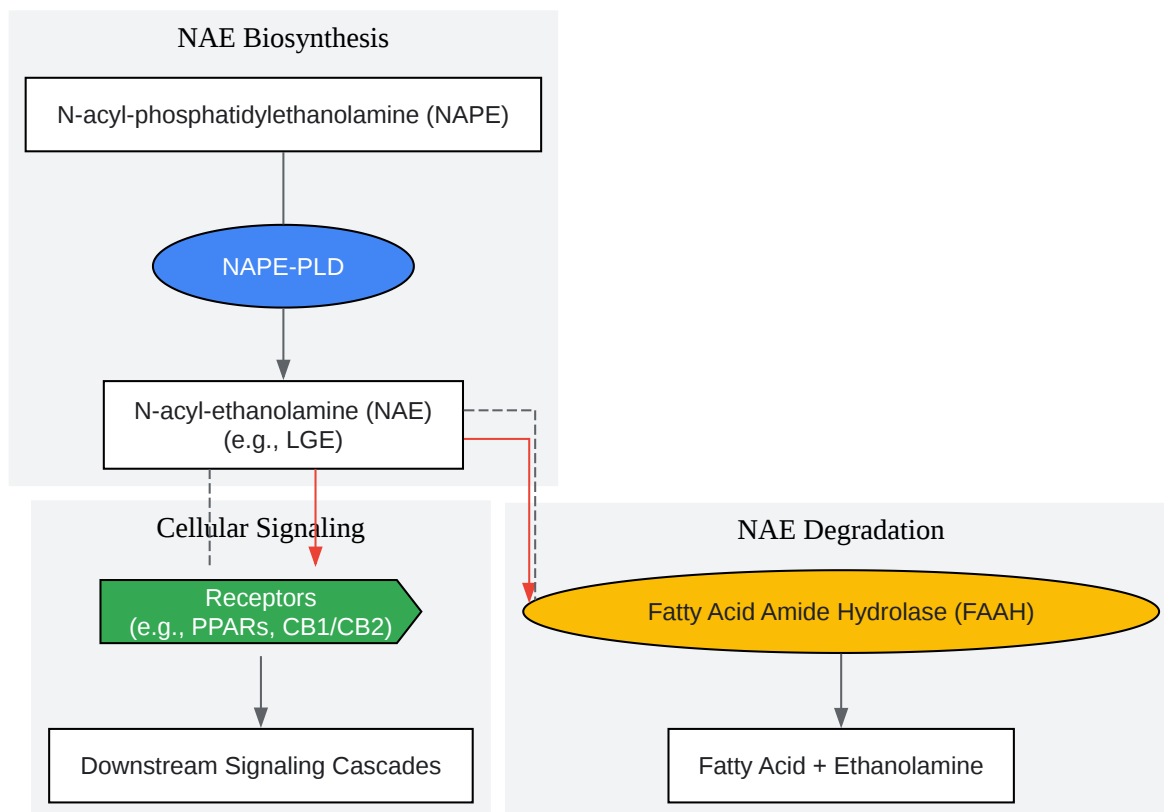 NAE Biosynthesis
N-acyl-phosphatidylethanolamine (NAPE)
NAPE-PLD
N-acyl-ethanolamine (NAE)
(e.g., LGE)
Cellular Signaling
Receptors
(e.g., PPARs, CB1/CB2)
Downstream Signaling Cascades
NAE Degradation
Fatty Acid Amide Hydrolase (FAAH)
Fatty Acid + Ethanolamine